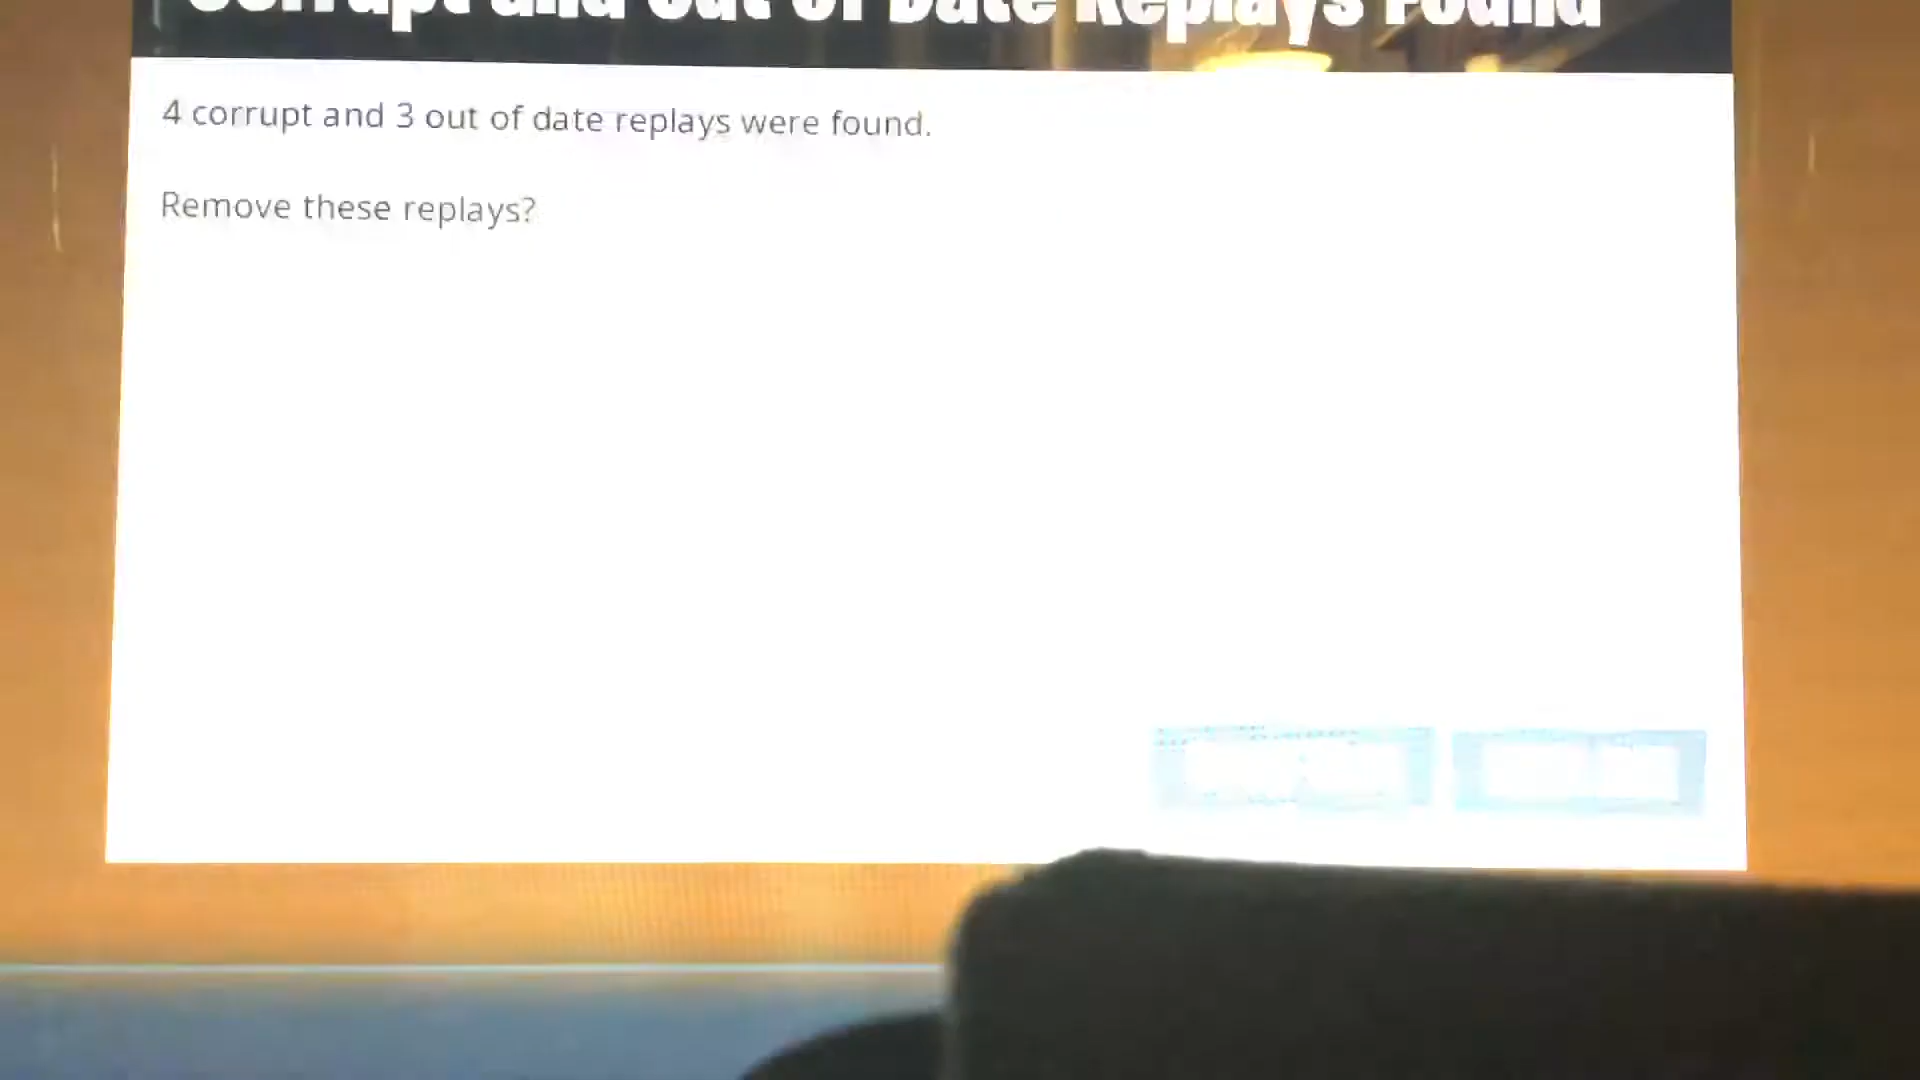 Corrupt and Out Of Date Replays Found
4 corrupt and 3 out of date replays were found.
Remove these replays?